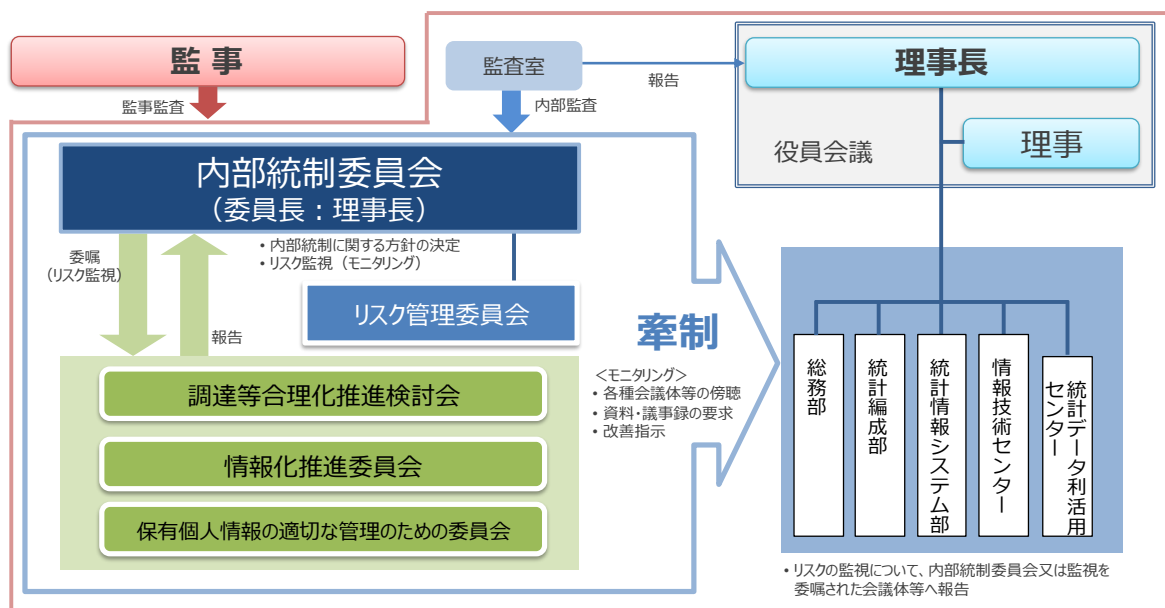 監 事
監査室
報告
理事長
監事監査
内部監査
役員会議
理事
内部統制委員会
（委員長：理事長）
委嘱
（リスク監視）
・内部統制に関する方針の決定
・リスク監視（モニタリング）
リスク管理委員会
報告
牽制
＜モニタリング＞
・各種会議体等の傍聴
・資料・議事録の要求
・改善指示
調達等合理化推進検討会
情報化推進委員会
保有個人情報の適切な管理のための委員会
総務部
統計編成部
統計情報システム部
情報技術センター
統計データ利活用
センター
・リスクの監視について、内部統制委員会又は監視を
委嘱された会議体等へ報告